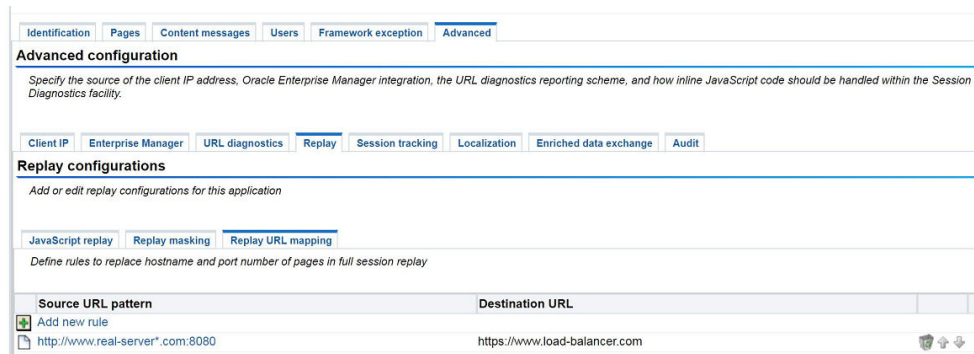 Identification Pages Content messages Users Framework exception Advanced
Advanced configuration
Specify the source of the client IP address, Oracle Enterprise Manager integration, the URL diagnostics reporting scheme, and how inline JavaScript code should be handled within the Session
Diagnostics facility.
Client IP Enterprise Manager URL diagnostics Replay Session tracking Localization Enriched data exchange Audit
Replay configurations
Add or edit replay configurations for this application
JavaScript replay Replay masking Replay URL mapping
Define rules to replace hostname and port number of pages in full session replay
Source URL pattern Destination URL
Add new rule
http://www.real-server*.com:8080 https://www.load-balancer.com